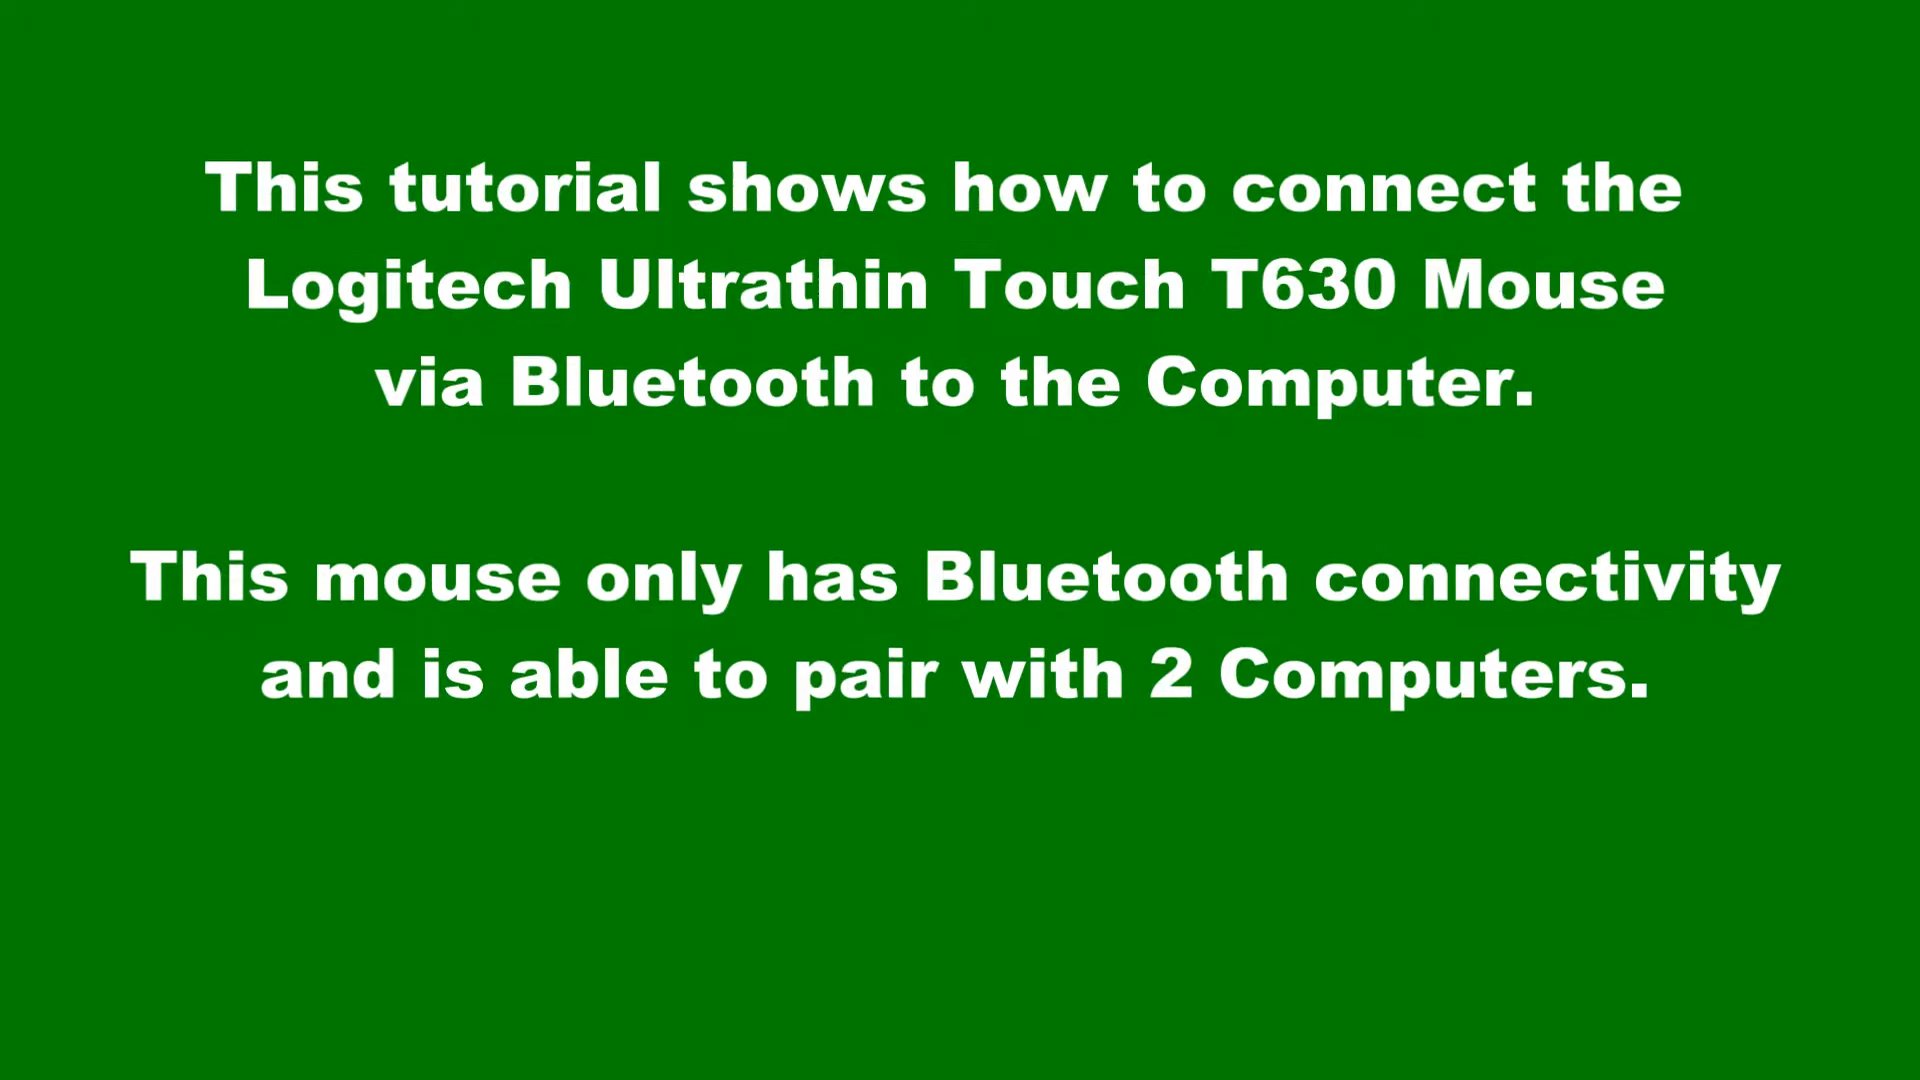 This tutorial shows how to connect the
Logitech Ultrathin Touch T630 Mouse
via Bluetooth to the Computer.
This mouse only has Bluetooth connectivity
and is able to pair with 2 Computers.